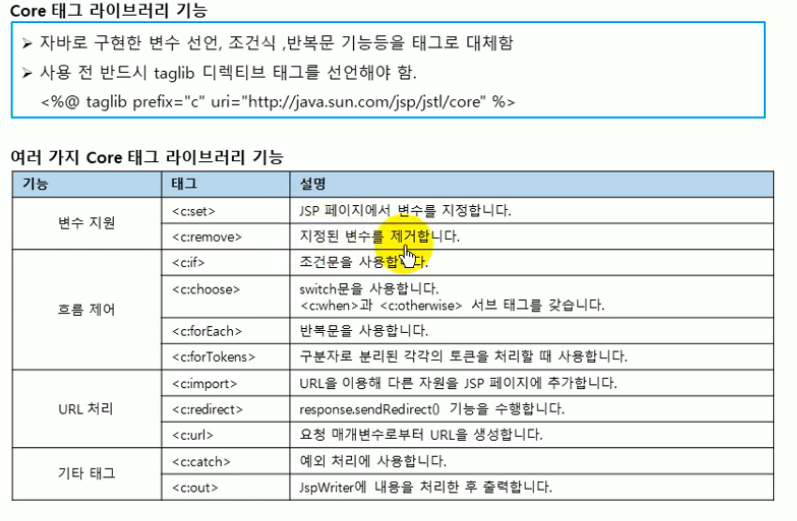 Core 태그 라이브러리 기능
➢ 자바로 구현한 변수 선언, 조건식 ,반복문 기능등을 태그로 대체함
➢ 사용 전 반드시 taglib 디렉티브 태그를 선언해야 함.
<%@ taglib prefix="c" uri="http://java.sun.com/jsp/jstl/core" %>
여러 가지 Core 태그 라이브러리 기능
기능 태그 설명
변수 지원
<c:set> JSP 페이지에서 변수를 지정합니다.
<c:remove> 지정된 변수를 제거합니다.
흐름 제어
<c:if> 조건문을 사용합니다.
<c:choose> switch문을 사용합니다.
<c:when>과 <c:otherwise> 서브 태그를 갖습니다.
<c:forEach> 반복문을 사용합니다.
<c:forTokens> 구분자로 분리된 각각의 토큰을 처리할 때 사용합니다.
URL 처리
<c:import> URL을 이용해 다른 자원을 JSP 페이지에 추가합니다.
<c:redirect> response.sendRedirect() 기능을 수행합니다.
<c:url> 요청 매개변수로부터 URL을 생성합니다.
기타 태그
<c:catch> 예외 처리에 사용합니다.
<c:out> JspWriter에 내용을 처리한 후 출력합니다.